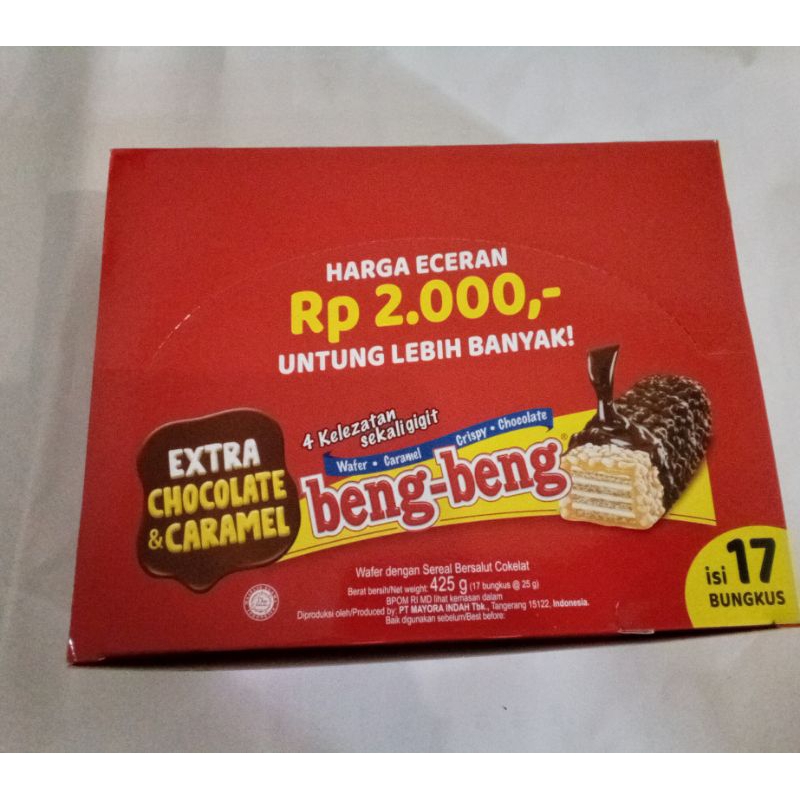 HARGA ECERAN
Rp 2.000,-
UNTUNG LEBIH BANYAK!
4 Kelezatan
sekali gigit
Wafer • Caramel
Crispy • Chocolate
beng-beng®
EXTRA
CHOCOLATE
& CARAMEL
Wafer dengan Sereal Bersalut Cokelat
Berat bersih/Net weight: 425 g (17 bungkus @ 25 g)
BPOM RI MD lihat kemasan dalam
Diproduksi oleh/Produced by: PT MAYORA INDAH Tbk., Tangerang 15122, Indonesia.
Baik digunakan sebelum/Best before:
isi 17
BUNGKUS